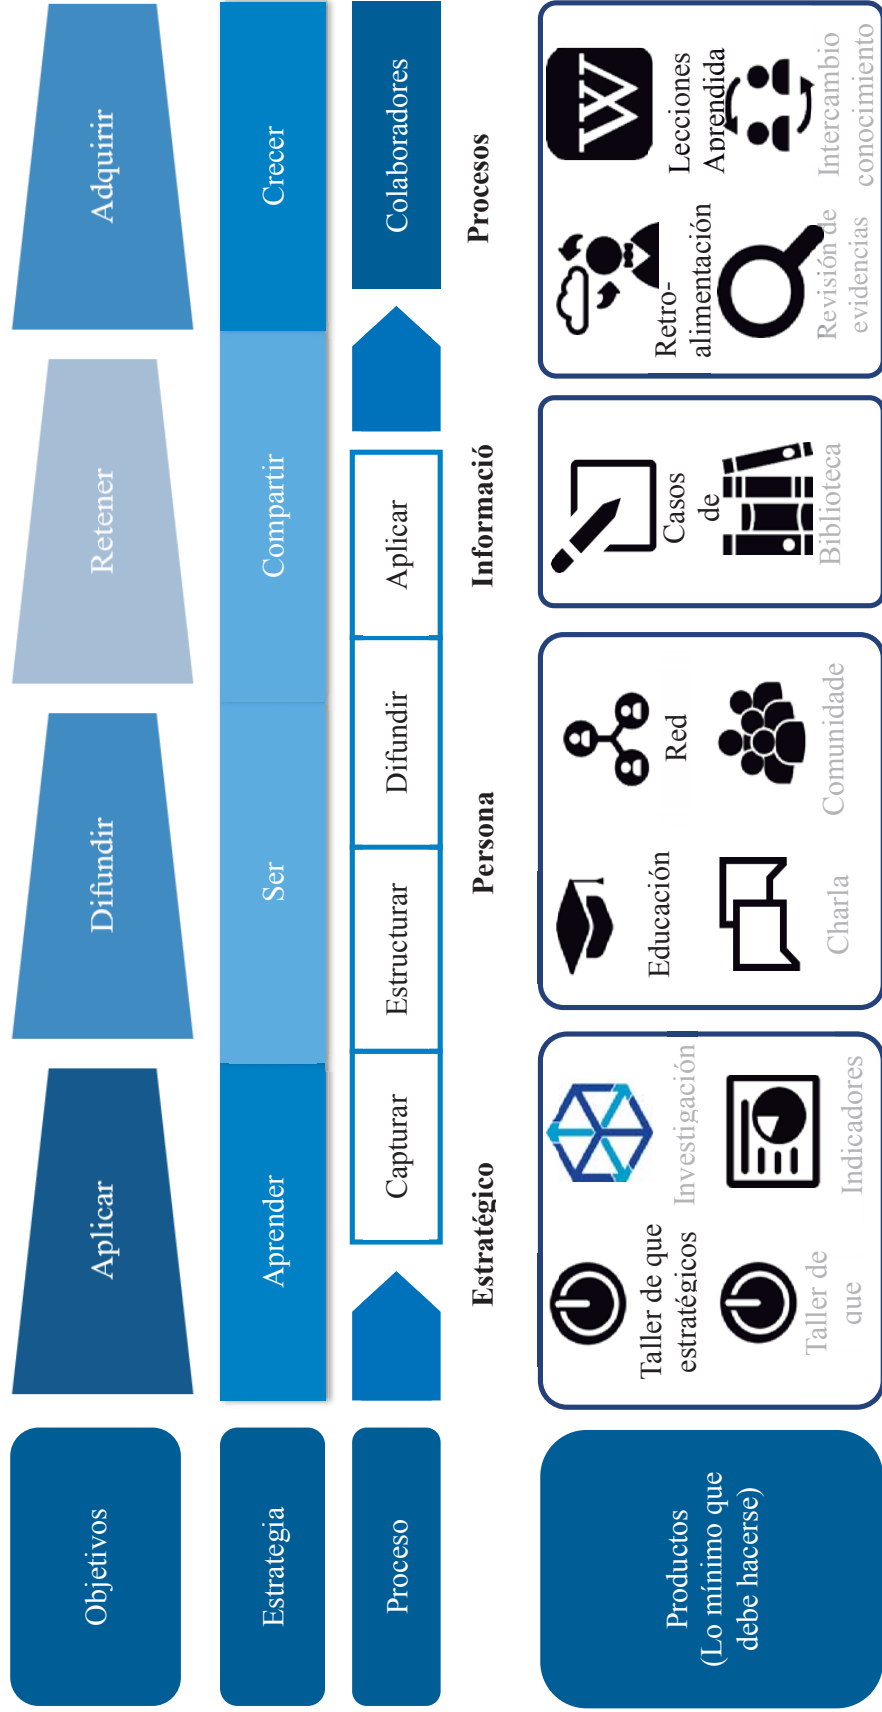 Objetivos
Aplicar
Difundir
Retener
Adquirir
Estrategia
Aprender
Ser
Compartir
Crecer
Proceso
Capturar
Estructurar
Difundir
Aplicar
Colaboradores
Estratégico
Persona
Informació
Procesos
Productos
(Lo mínimo que
debe hacerse)
Taller de que
estratégicos
Investigación
Taller de
que
Indicadores
Educación
Red
Charla
Comunidade
Casos
de
Biblioteca
Retro-
alimentación
W
Lecciones
Aprendida
Revisión de
evidencias
Intercambio
conocimiento